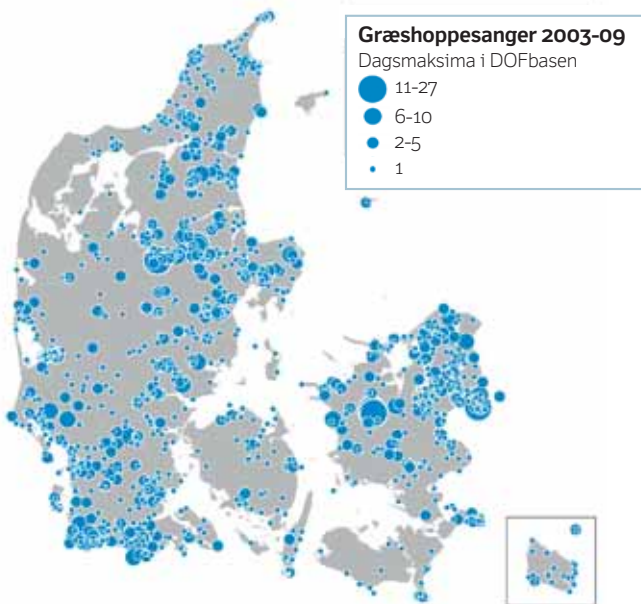 Græshoppesanger 2003-09
Dagsmaksima i DOFbasen
11-27
6-10
2-5
1